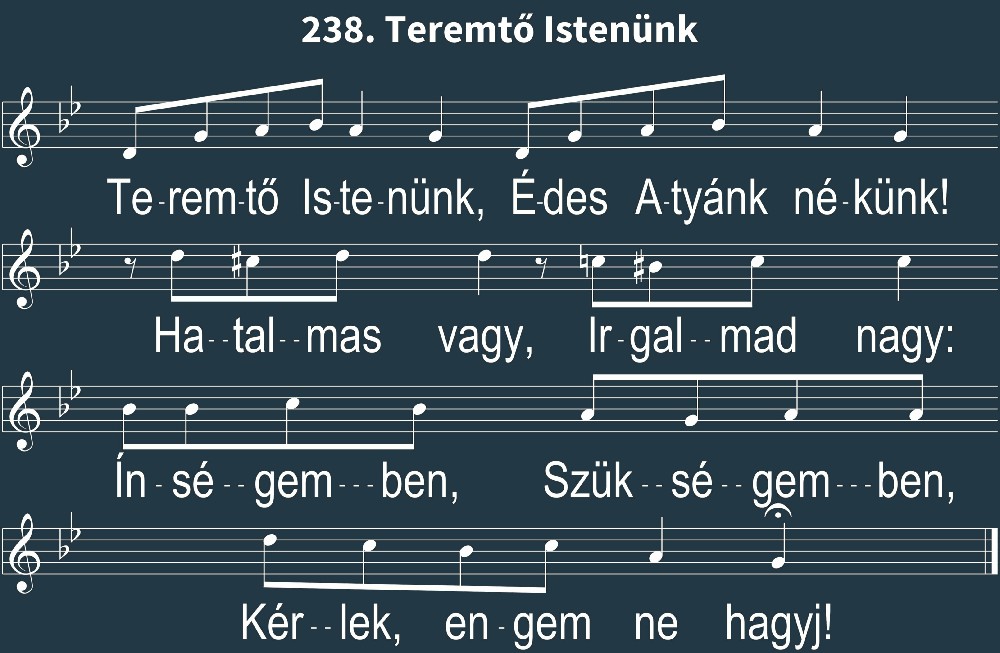 238. Teremtő Istenünk
Te-rem-tő Is-te-nünk, É-des A-tyánk né-künk!
Ha--tal--mas vagy, Ir-gal--mad nagy:
Ín-sé--gem---ben, Szük--sé--gem---ben,
Kér--lek, en-gem ne hagyj!